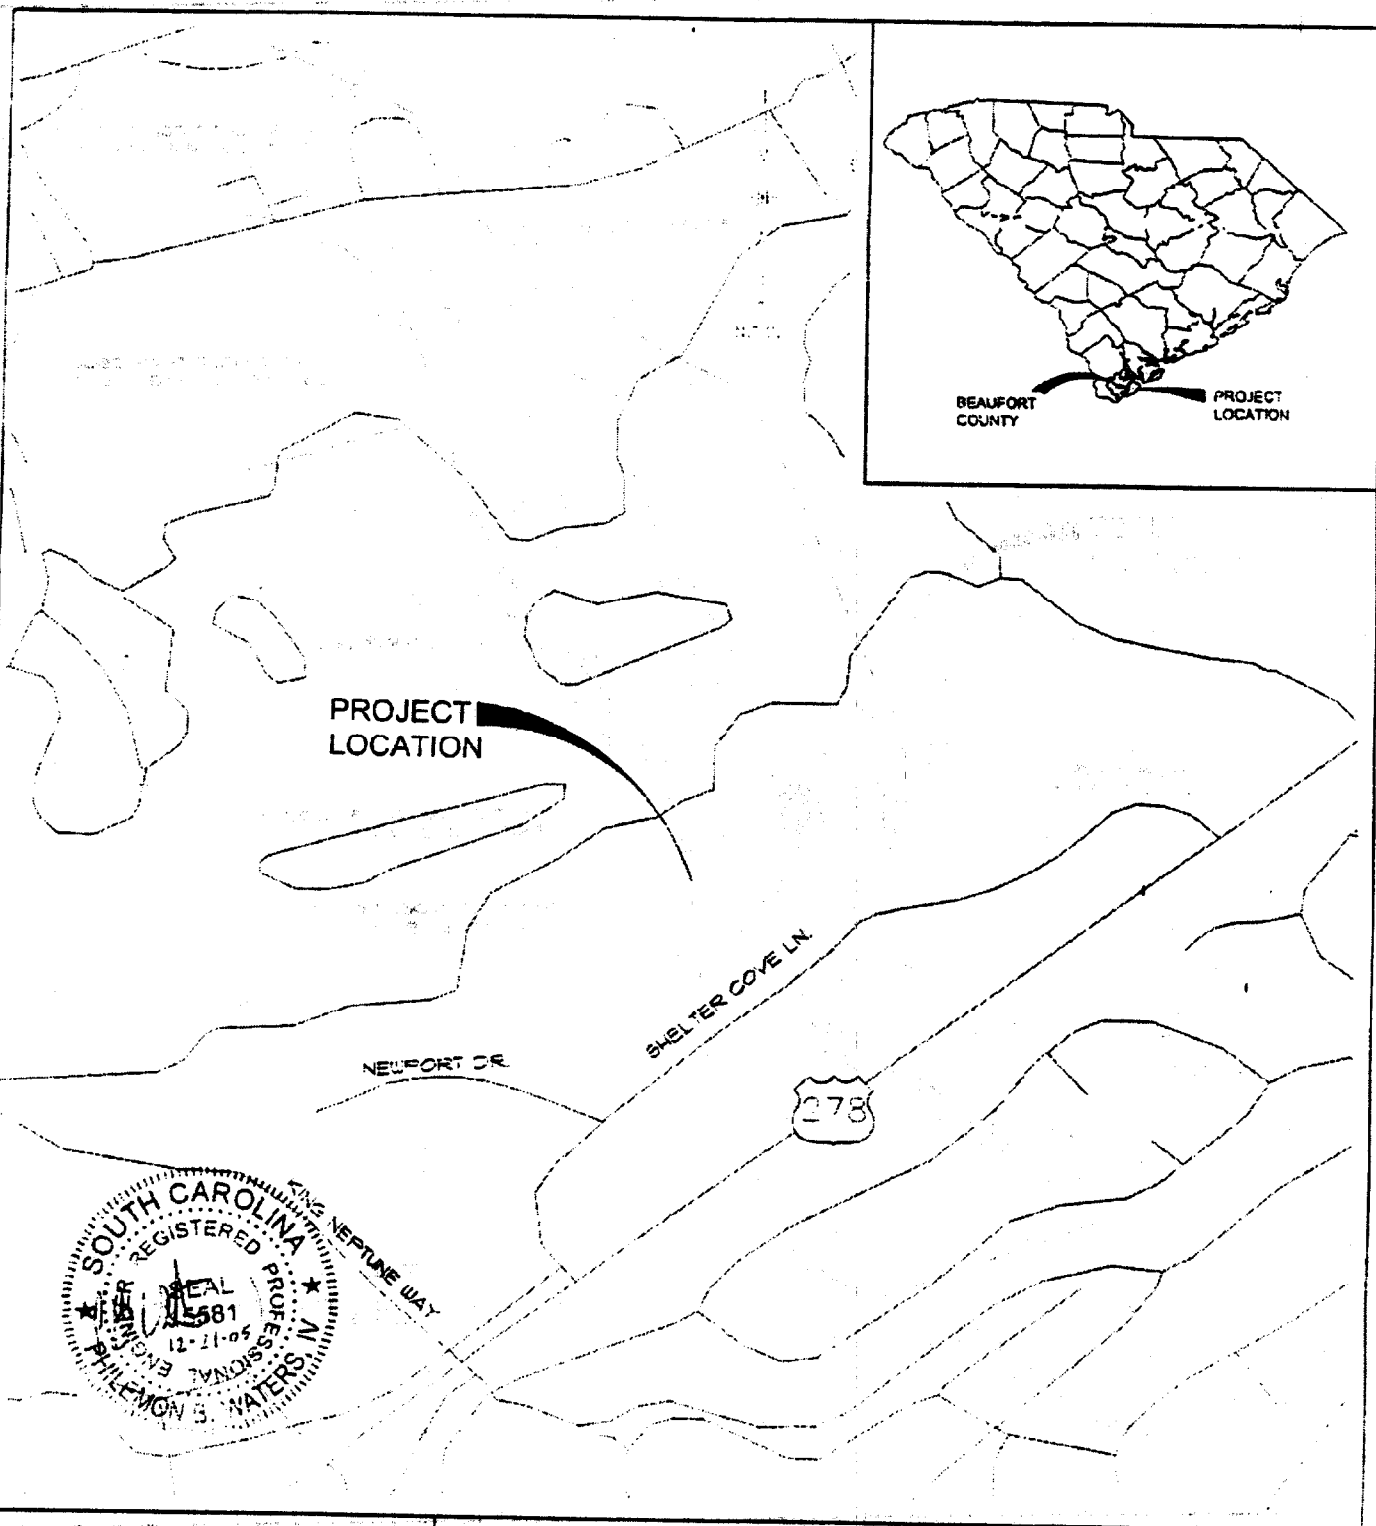 BEAUFORT
COUNTY
PROJECT
LOCATION
PROJECT
LOCATION
SHELTER COVE LN.
NEWPORT DR.
278
KING NEPTUNE WAY
SOUTH CAROLINA
REGISTERED PROFESSIONAL ENGINEER
SEAL
12-21-05
PHILEMON B. WATERS, IV